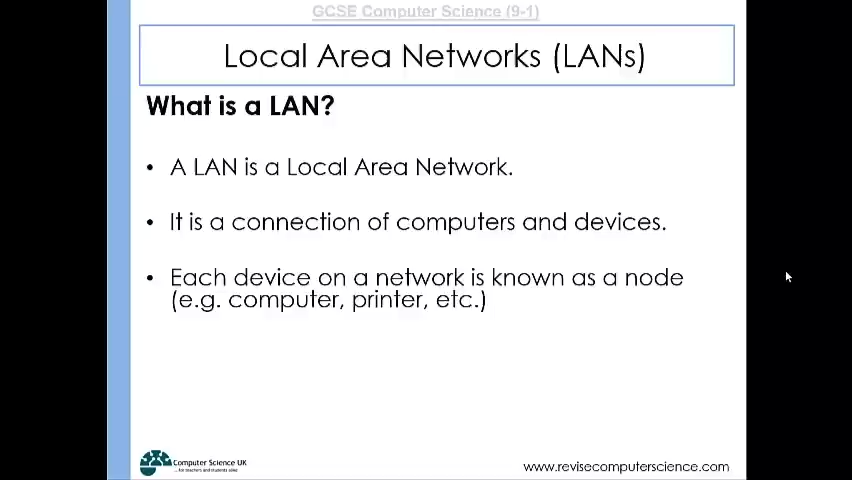 GCSE Computer Science (9-1)
Local Area Networks (LANs)
What is a LAN?
• A LAN is a Local Area Network.
• It is a connection of computers and devices.
• Each device on a network is known as a node
(e.g. computer, printer, etc.)
Computer Science UK
...for teachers and students alike
www.revisecomputerscience.com